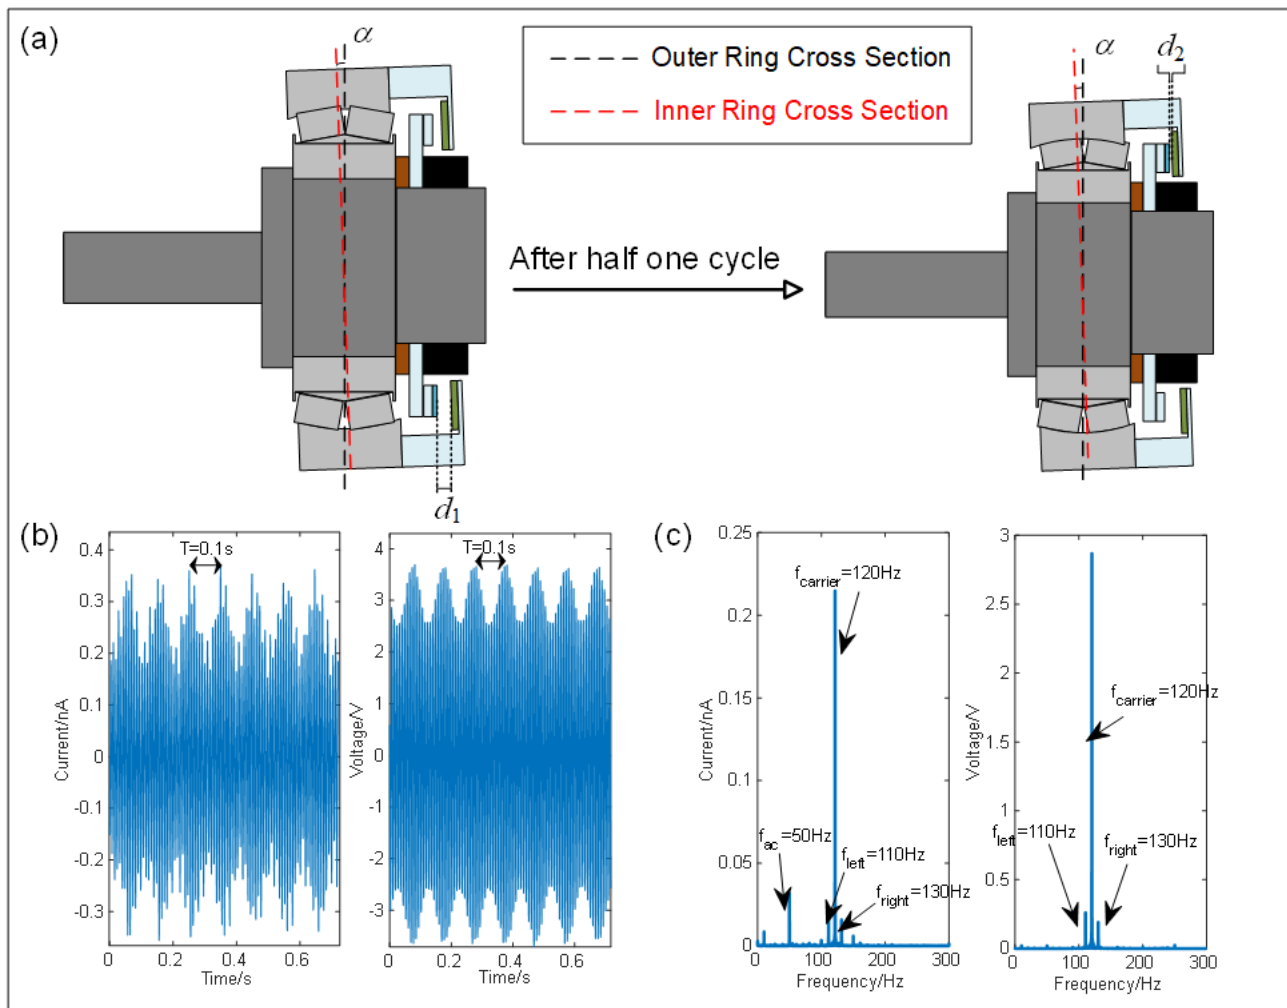 (a)
α
Outer Ring Cross Section
Inner Ring Cross Section
α
d2
After half one cycle
d1
(b)
T=0.1s
0.4
0.3
0.2
0.1
0
-0.1
-0.2
-0.3
Current/nA
0 0.2 0.4 0.6
Time/s
T=0.1s
4
3
2
1
0
-1
-2
-3
Voltage/V
0 0.2 0.4 0.6
Time/s
(c)
0.25
0.2
0.15
0.1
0.05
0
Current/nA
fcarrier=120Hz
fac=50Hz
fleft=110Hz
fright=130Hz
0 100 200 300
Frequency/Hz
3
2.5
2
1.5
1
0.5
0
Voltage/V
fcarrier=120Hz
fleft=110Hz
fright=130Hz
0 100 200 300
Frequency/Hz